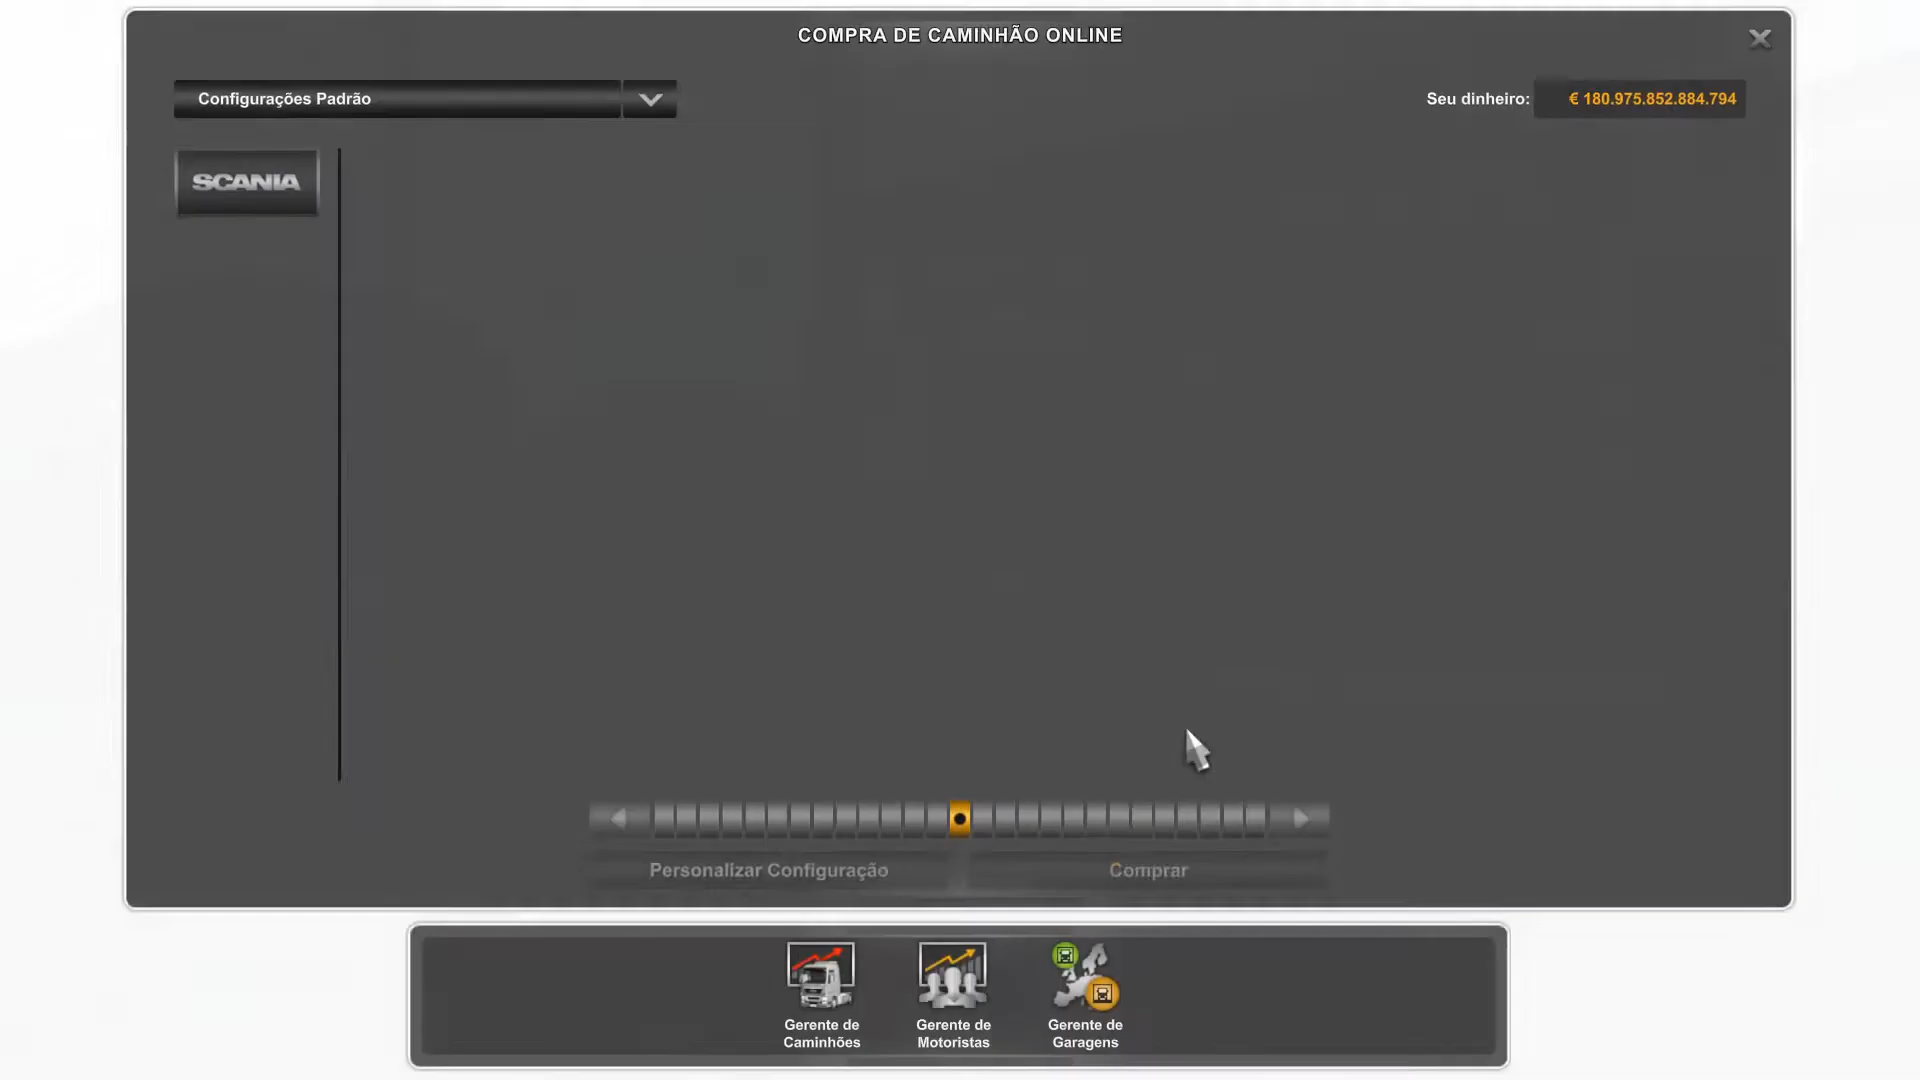 COMPRA DE CAMINHÃO ONLINE
Configurações Padrão
Seu dinheiro: € 180.975.852.884.794
SCANIA
Personalizar Configuração
Comprar
Gerente de
Caminhões
Gerente de
Motoristas
Gerente de
Garagens